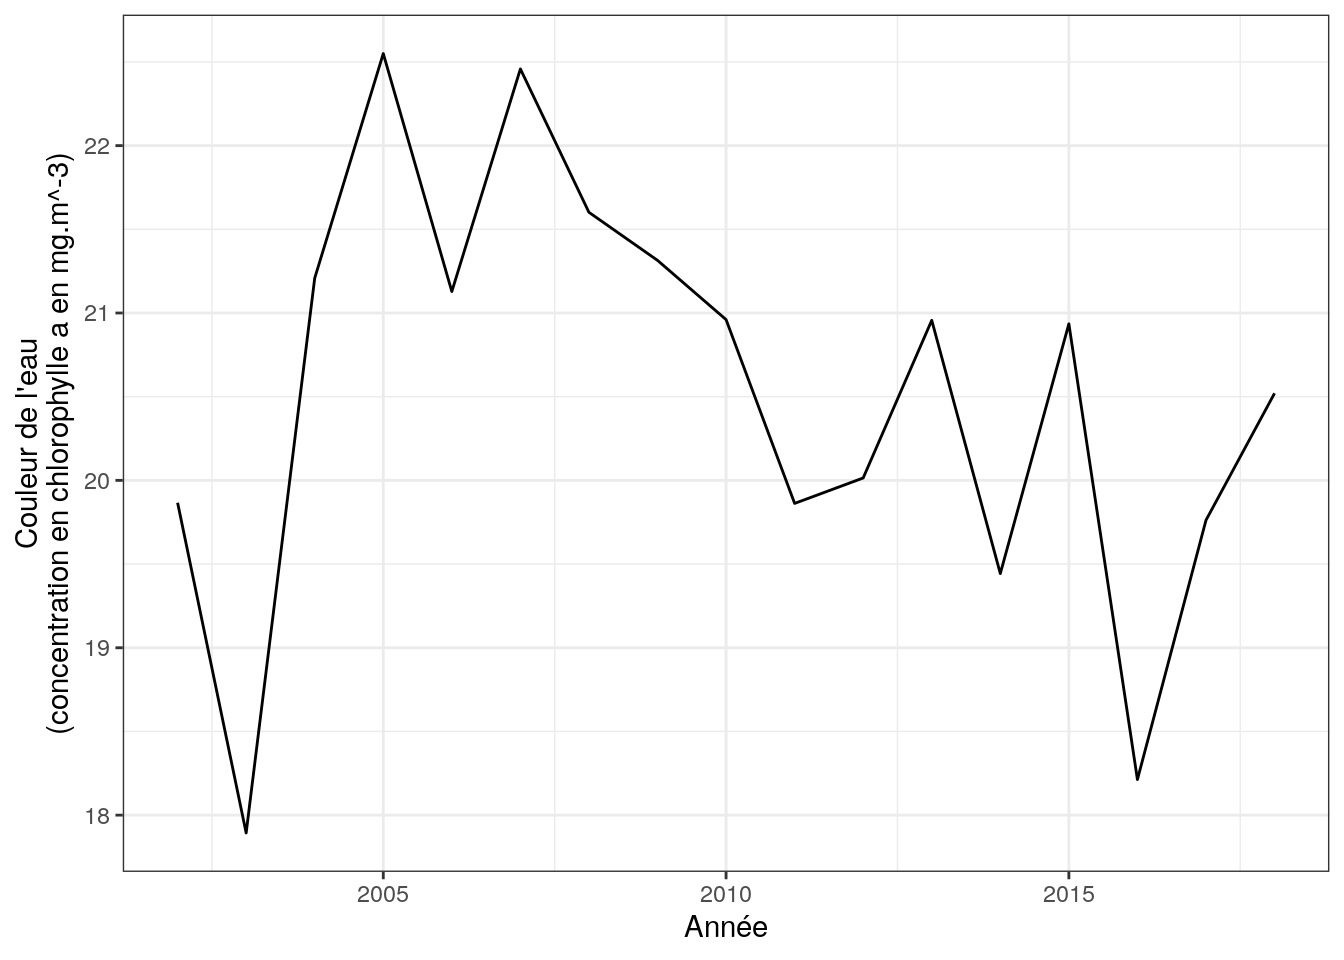 Couleur de l'eau
(concentration en chlorophylle a en mg.m^-3)
22
21
20
19
18
2005
2010
2015
Année